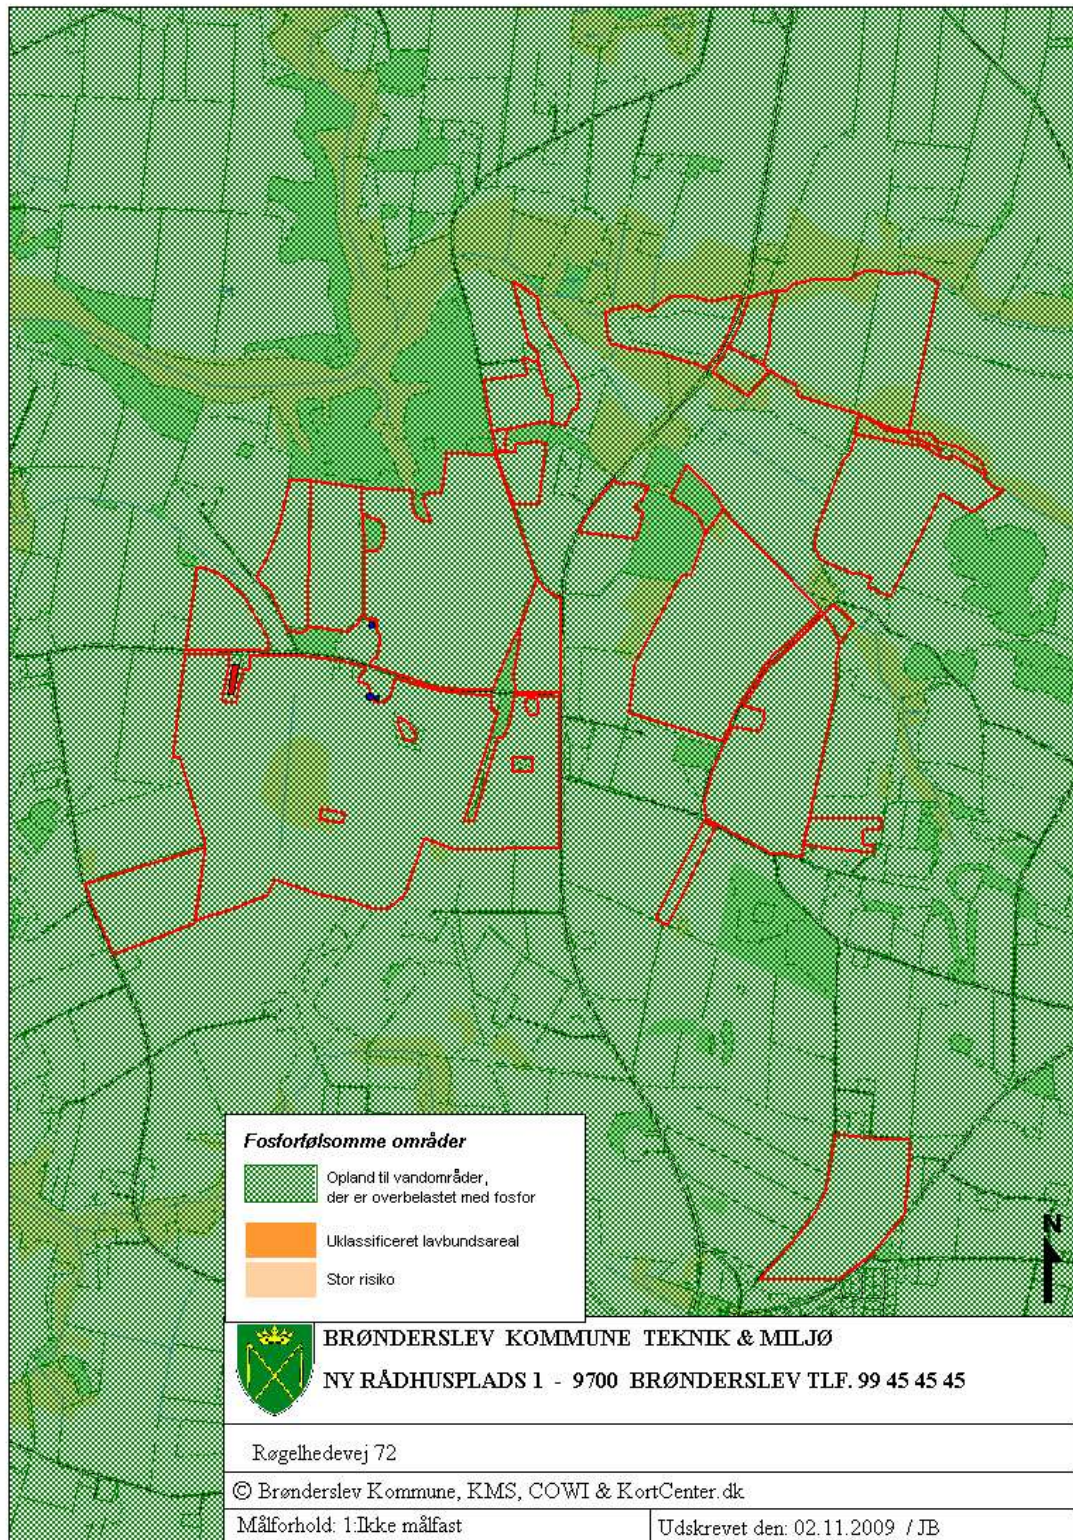 N
Fosforfølsomme områder
Opland til vandområder,
der er overbelastet med fosfor
Uklassificeret lavbundsareal
Stor risiko
BRØNDERSLEV KOMMUNE TEKNIK & MILJØ
NY RÅDHUSPLADS 1 - 9700 BRØNDERSLEV TLF. 99 45 45 45
Røgelhedevej 72
© Brønderslev Kommune, KMS, COWI & KortCenter.dk
Målforhold: 1:Ikke målfast
Udskrevet den: 02.11.2009 / JB